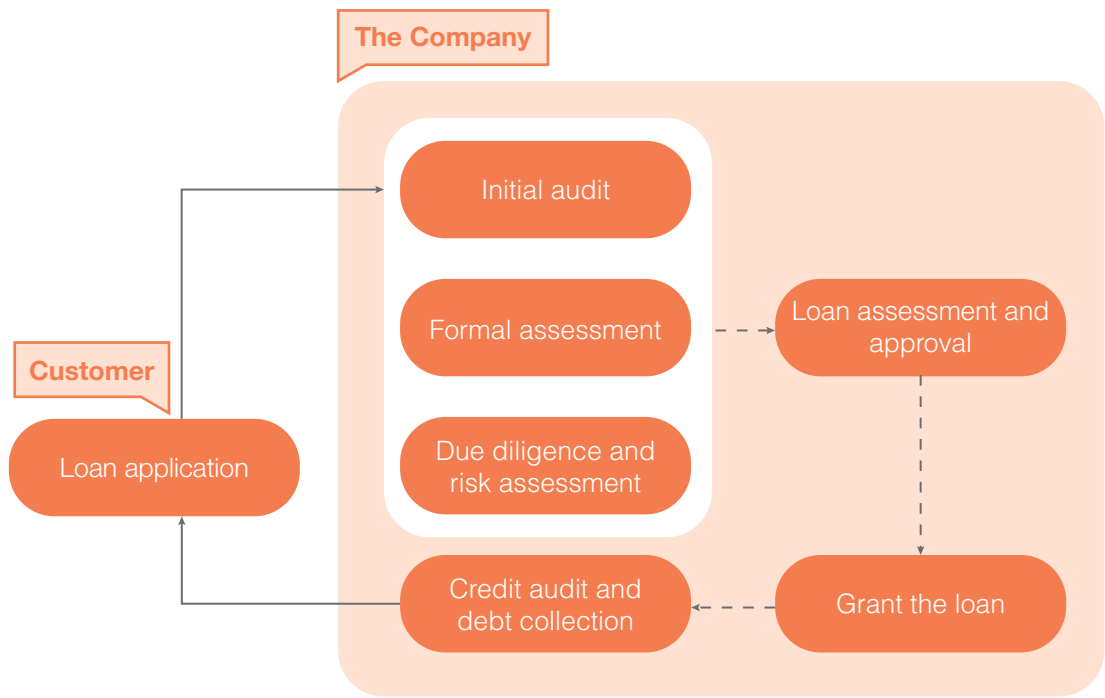 The Company
Initial audit
Formal assessment
Loan assessment and
approval
Customer
Loan application
Due diligence and
risk assessment
Credit audit and
debt collection
Grant the loan